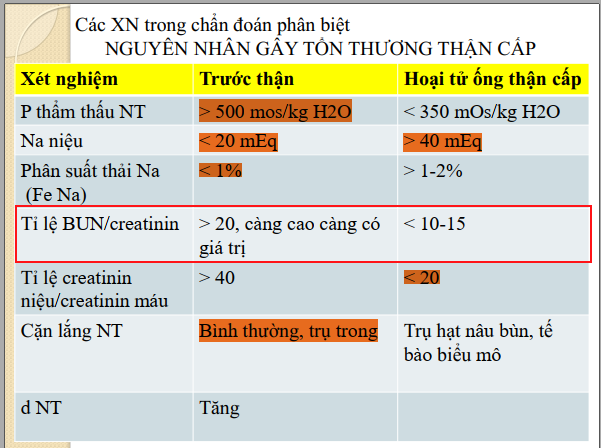 Các XN trong chẩn đoán phân biệt
NGUYÊN NHÂN GÂY TỔN THƯƠNG THẬN CẤP
Xét nghiệm Trước thận Hoại tử ống thận cấp
P thẩm thấu NT > 500 mos/kg H2O < 350 mOs/kg H2O
Na niệu < 20 mEq > 40 mEq
Phân suất thải Na < 1% > 1-2%
(Fe Na)
Tỉ lệ BUN/creatinin > 20, càng cao càng có < 10-15
giá trị
Tỉ lệ creatinin > 40 < 20
niệu/creatinin máu
Cặn lắng NT Bình thường, trụ trong Trụ hạt nâu bùn, tế
bào biểu mô
d NT Tăng